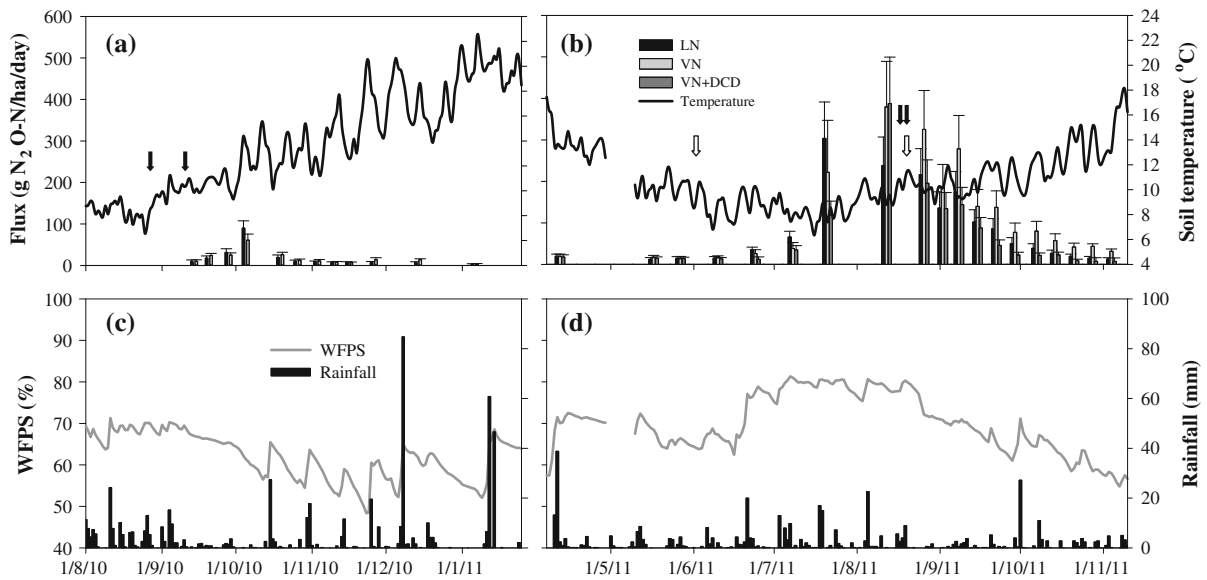 (a)
(b)
(c)
(d)
Flux (g N2 O-N/ha/day)
600
500
400
300
200
100
0
LN
VN
VN+DCD
Temperature
24
22
20
18
16
14
12
10
8
6
4
Soil temperature (°C)
WFPS (%)
100
90
80
70
60
50
40
WFPS
Rainfall
100
80
60
40
20
0
Rainfall (mm)
1/8/10 1/9/10 1/10/10 1/11/10 1/12/10 1/1/11
1/5/11 1/6/11 1/7/11 1/8/11 1/9/11 1/10/11 1/11/11